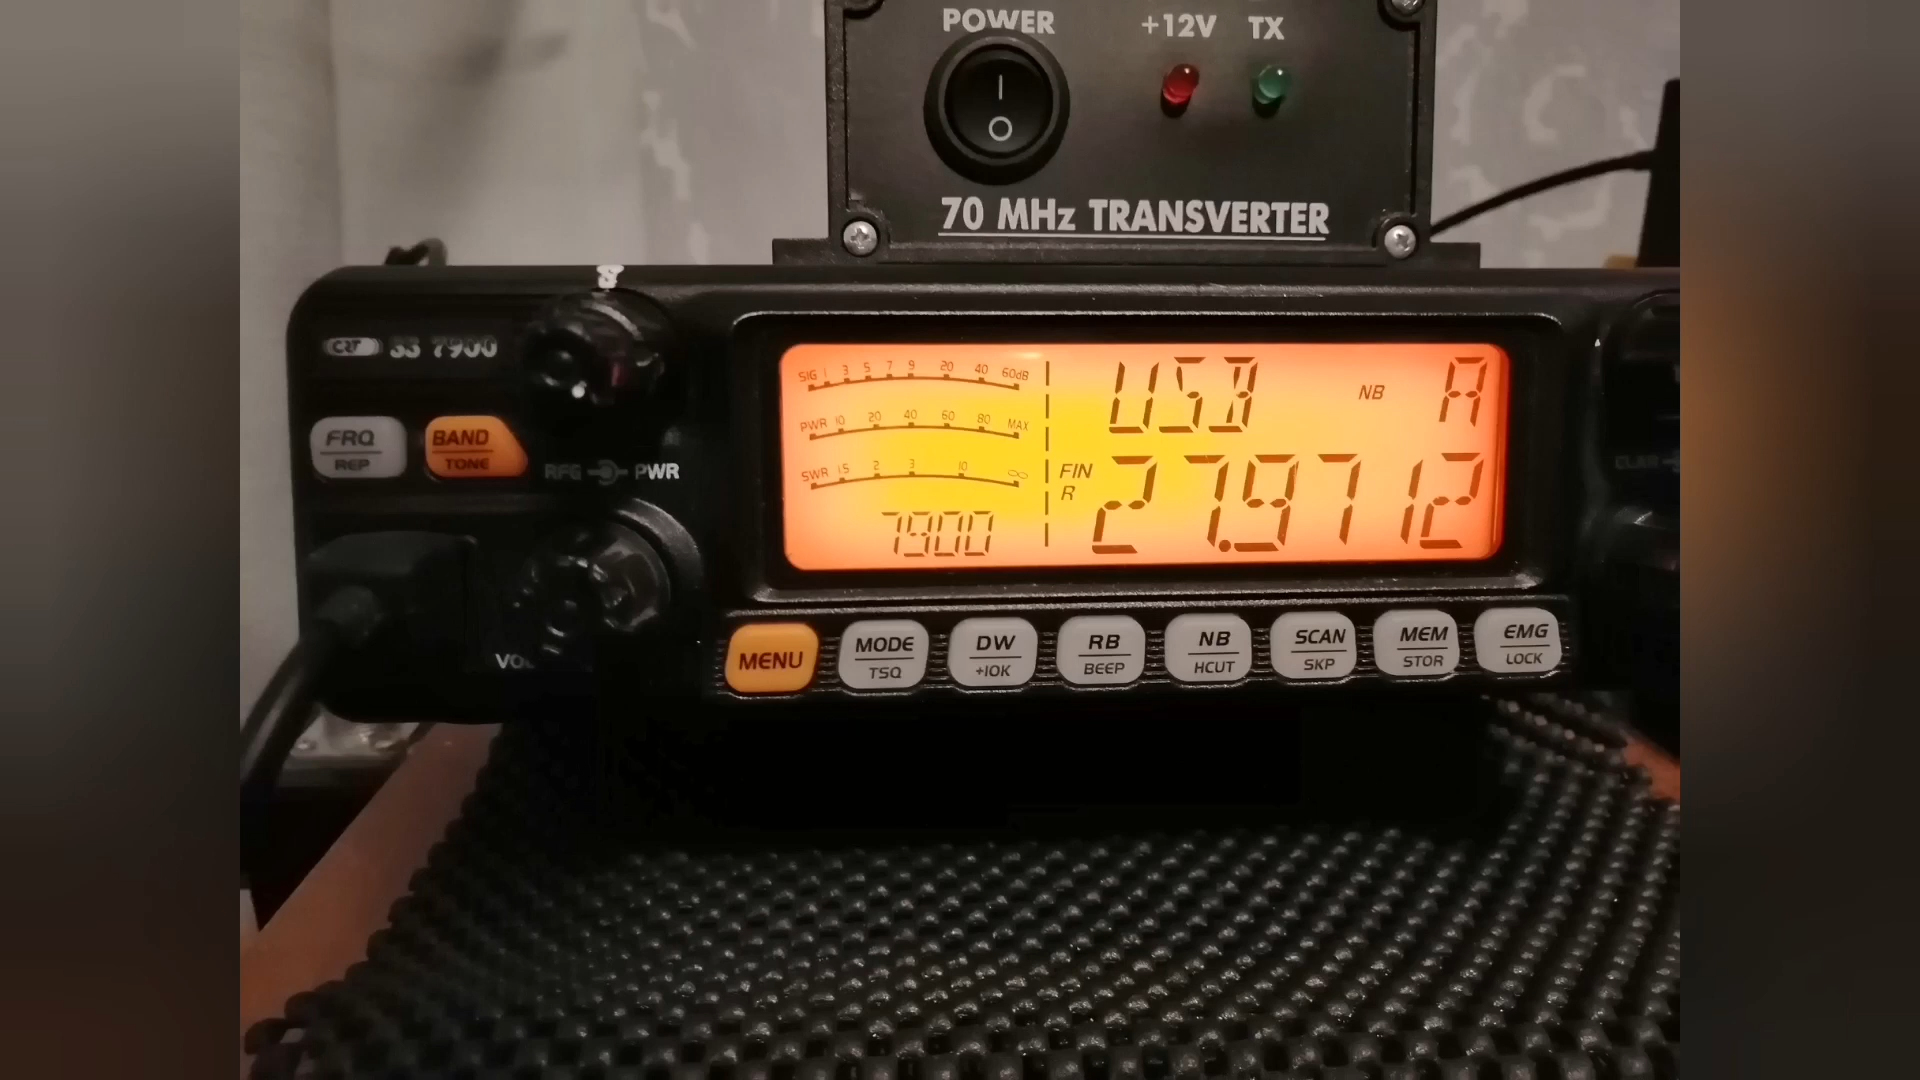 POWER +12V TX
70 MHz TRANSVERTER
CRT SS 7900
SIG 1 3 5 7 9 20 40 60dB
USB NB A
PWR 10 20 40 60 80 MAX
SWR 1.5 2 3 10 ∞
FIN
R
27.9712
7900
FRQ
REP
BAND
TONE
RFG PWR
VOL
MENU
MODE
TSQ
DW
+10K
RB
BEEP
NB
HCUT
SCAN
SKP
MEM
STOR
EMG
LOCK